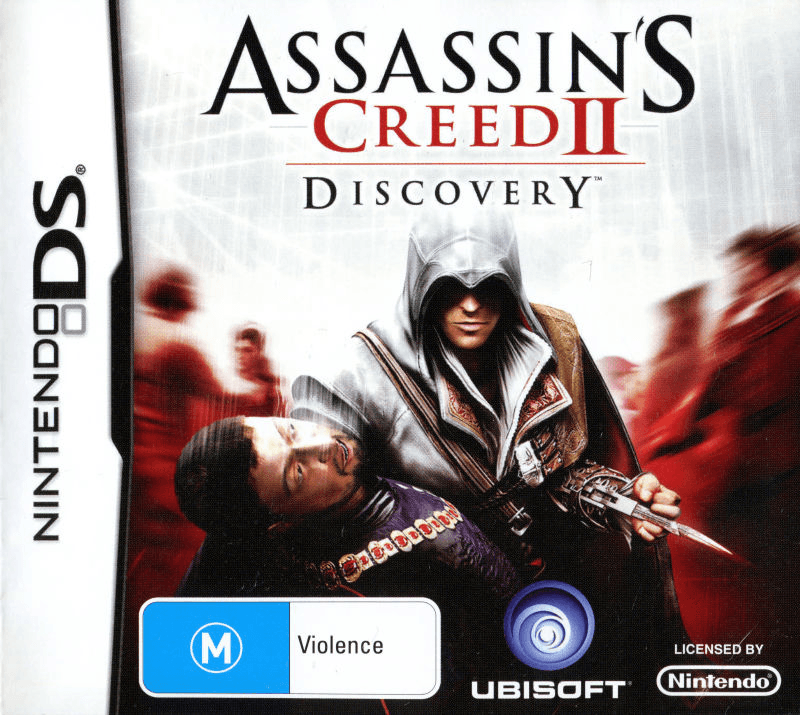 ASSASSIN'S
CREED II
DISCOVERY™
NINTENDO DS®
M
Violence
UBISOFT®
LICENSED BY
Nintendo®